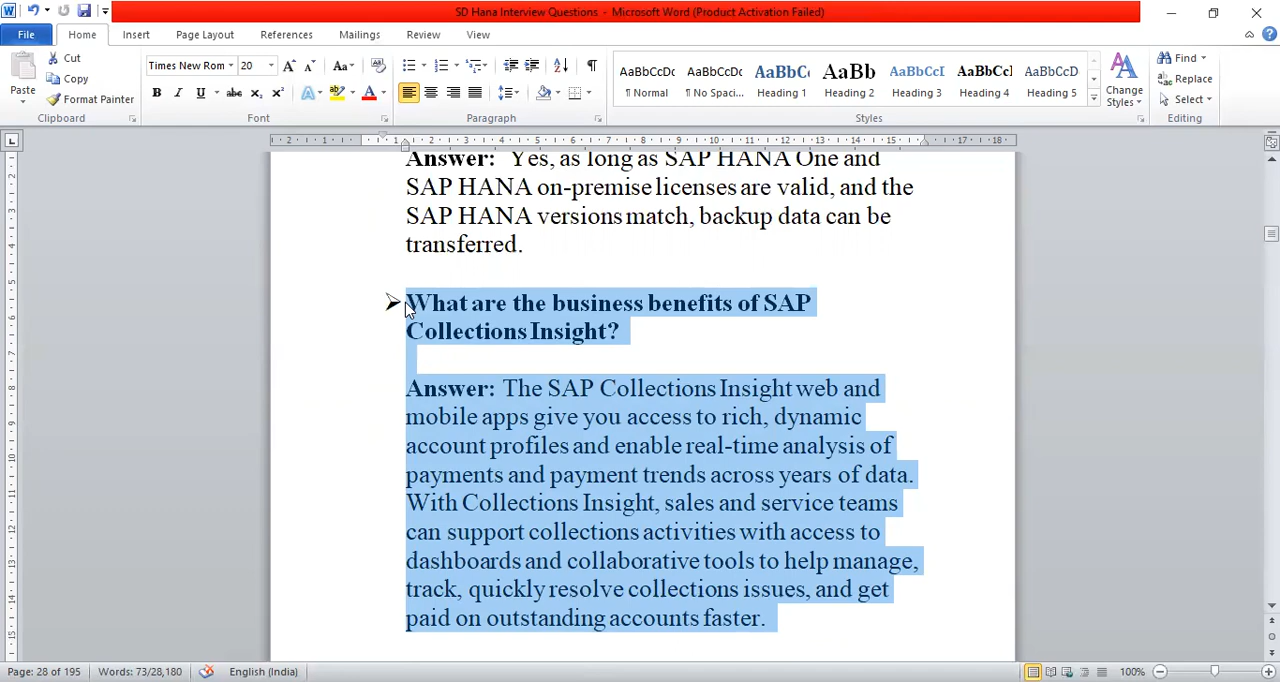 SD Hana Interview Questions - Microsoft Word (Product Activation Failed)
File Home Insert Page Layout References Mailings Review View
Cut
Copy
Format Painter
Paste
Clipboard
Times New Rom 20
Font
Paragraph
AaBbCcDc AaBbCcDc AaBbC AaBb AaBbCcI AaBbCcI AaBbCcD
¶ Normal ¶ No Spaci... Heading 1 Heading 2 Heading 3 Heading 4 Heading 5
Change
Styles
Styles
Find
Replace
Select
Editing
Answer: Yes, as long as SAP HANA One and
SAP HANA on-premise licenses are valid, and the
SAP HANA versions match, backup data can be
transferred.
➢ What are the business benefits of SAP
Collections Insight?
Answer: The SAP Collections Insight web and
mobile apps give you access to rich, dynamic
account profiles and enable real-time analysis of
payments and payment trends across years of data.
With Collections Insight, sales and service teams
can support collections activities with access to
dashboards and collaborative tools to help manage,
track, quickly resolve collections issues, and get
paid on outstanding accounts faster.
Page: 28 of 195 Words: 73/28,180 English (India) 100%